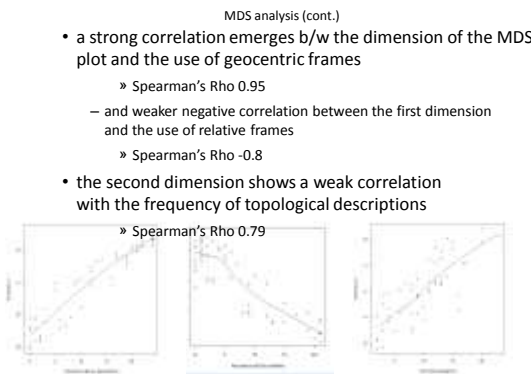 MDS analysis (cont.)
• a strong correlation emerges b/w the dimension of the MDS
plot and the use of geocentric frames
» Spearman's Rho 0.95
– and weaker negative correlation between the first dimension
and the use of relative frames
» Spearman's Rho -0.8
• the second dimension shows a weak correlation
with the frequency of topological descriptions
» Spearman's Rho 0.79